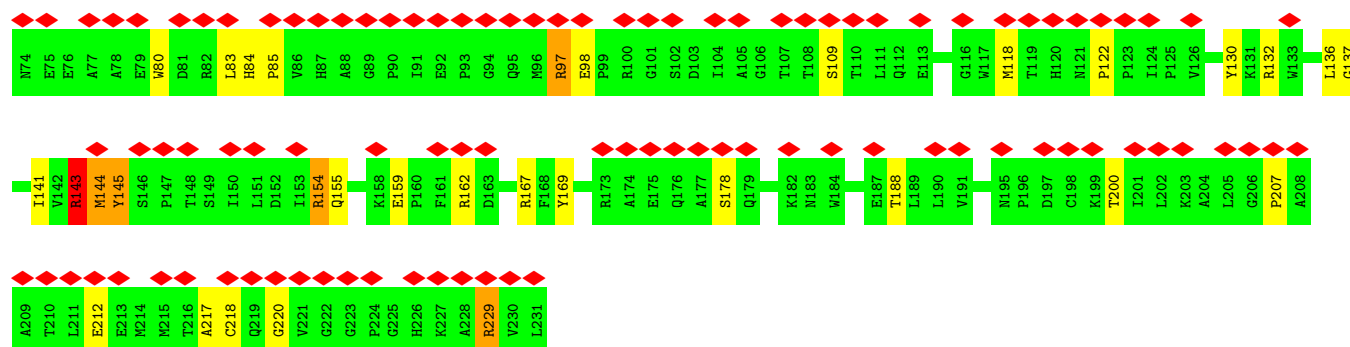 N74 E75 E76 A77 A78 E79 W80 D81 R82 L83 H84 P85 V86 H87 A88 G89 P90 I91 E92 P93 G94 Q95 M96 R97 E98 P99 R100 G101 S102 D103 I104 A105 G106 T107 T108 S109 T110 L111 Q112 E113 G116 W117 M118 T119 H120 N121 P122 P123 I124 P125 V126 Y130 K131 R132 W133 L136 G137
I141 V142 R143 M144 Y145 S146 P147 T148 S149 I150 L151 D152 I153 R154 Q155 K158 E159 P160 F161 R162 D163 R167 F168 Y169 R173 A174 E175 Q176 A177 S178 Q179 K182 N183 W184 E187 T188 L189 L190 V191 N195 P196 D197 C198 K199 T200 I201 L202 K203 A204 L205 G206 P207 A208
A209 T210 L211 E212 E213 M214 M215 T216 A217 C218 Q219 G220 V221 G222 G223 P224 G225 H226 K227 A228 R229 V230 L231